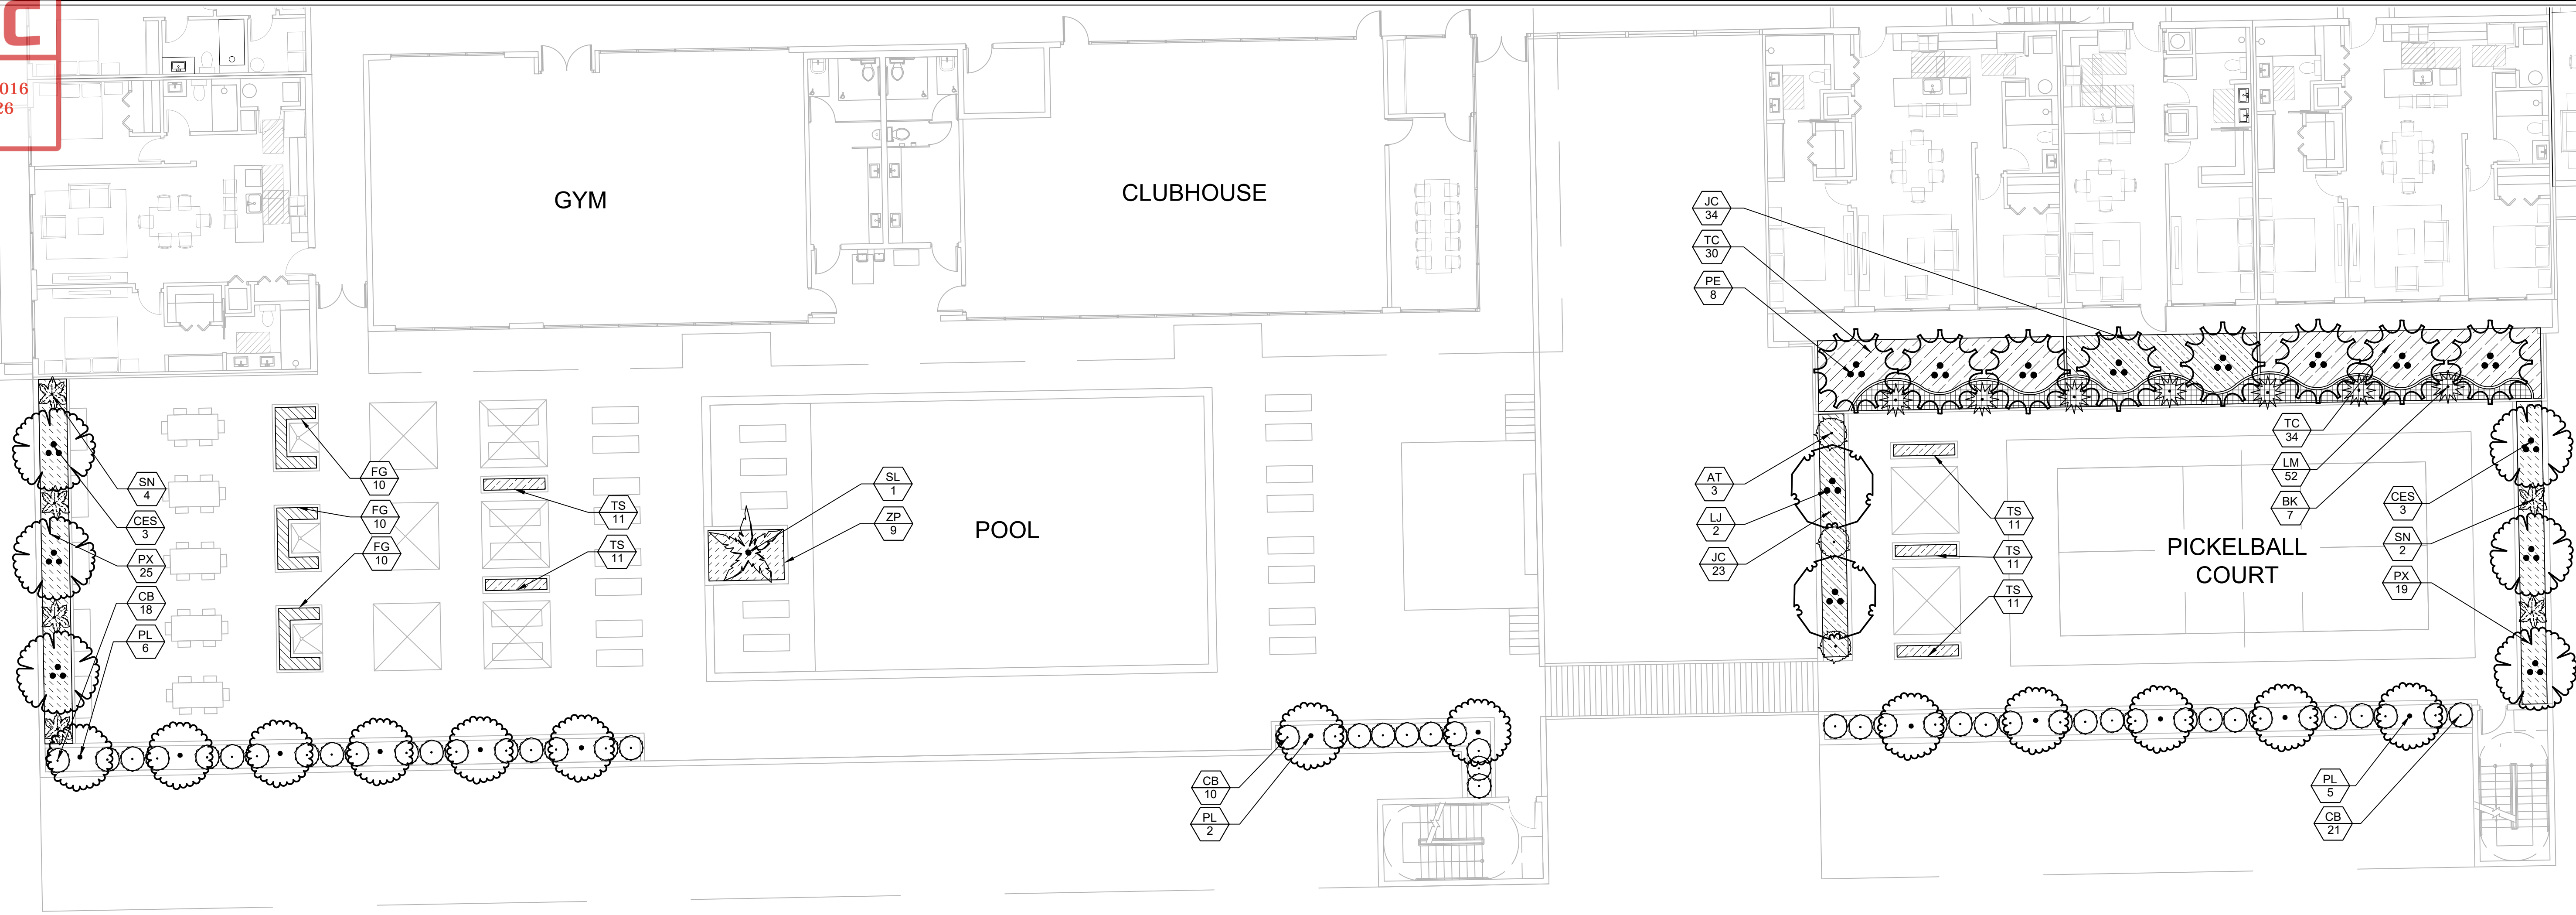 C
016
26
GYM
CLUBHOUSE
JC
34
TC
30
PE
8
SN
4
CES
3
PX
25
CB
18
PL
6
FG
10
FG
10
FG
10
TS
11
TS
11
SL
1
ZP
9
POOL
CB
10
PL
2
AT
3
LJ
2
JC
23
TS
11
TS
11
TS
11
PICKELBALL
COURT
TC
34
LM
52
BK
7
CES
3
SN
2
PX
19
PL
5
CB
21